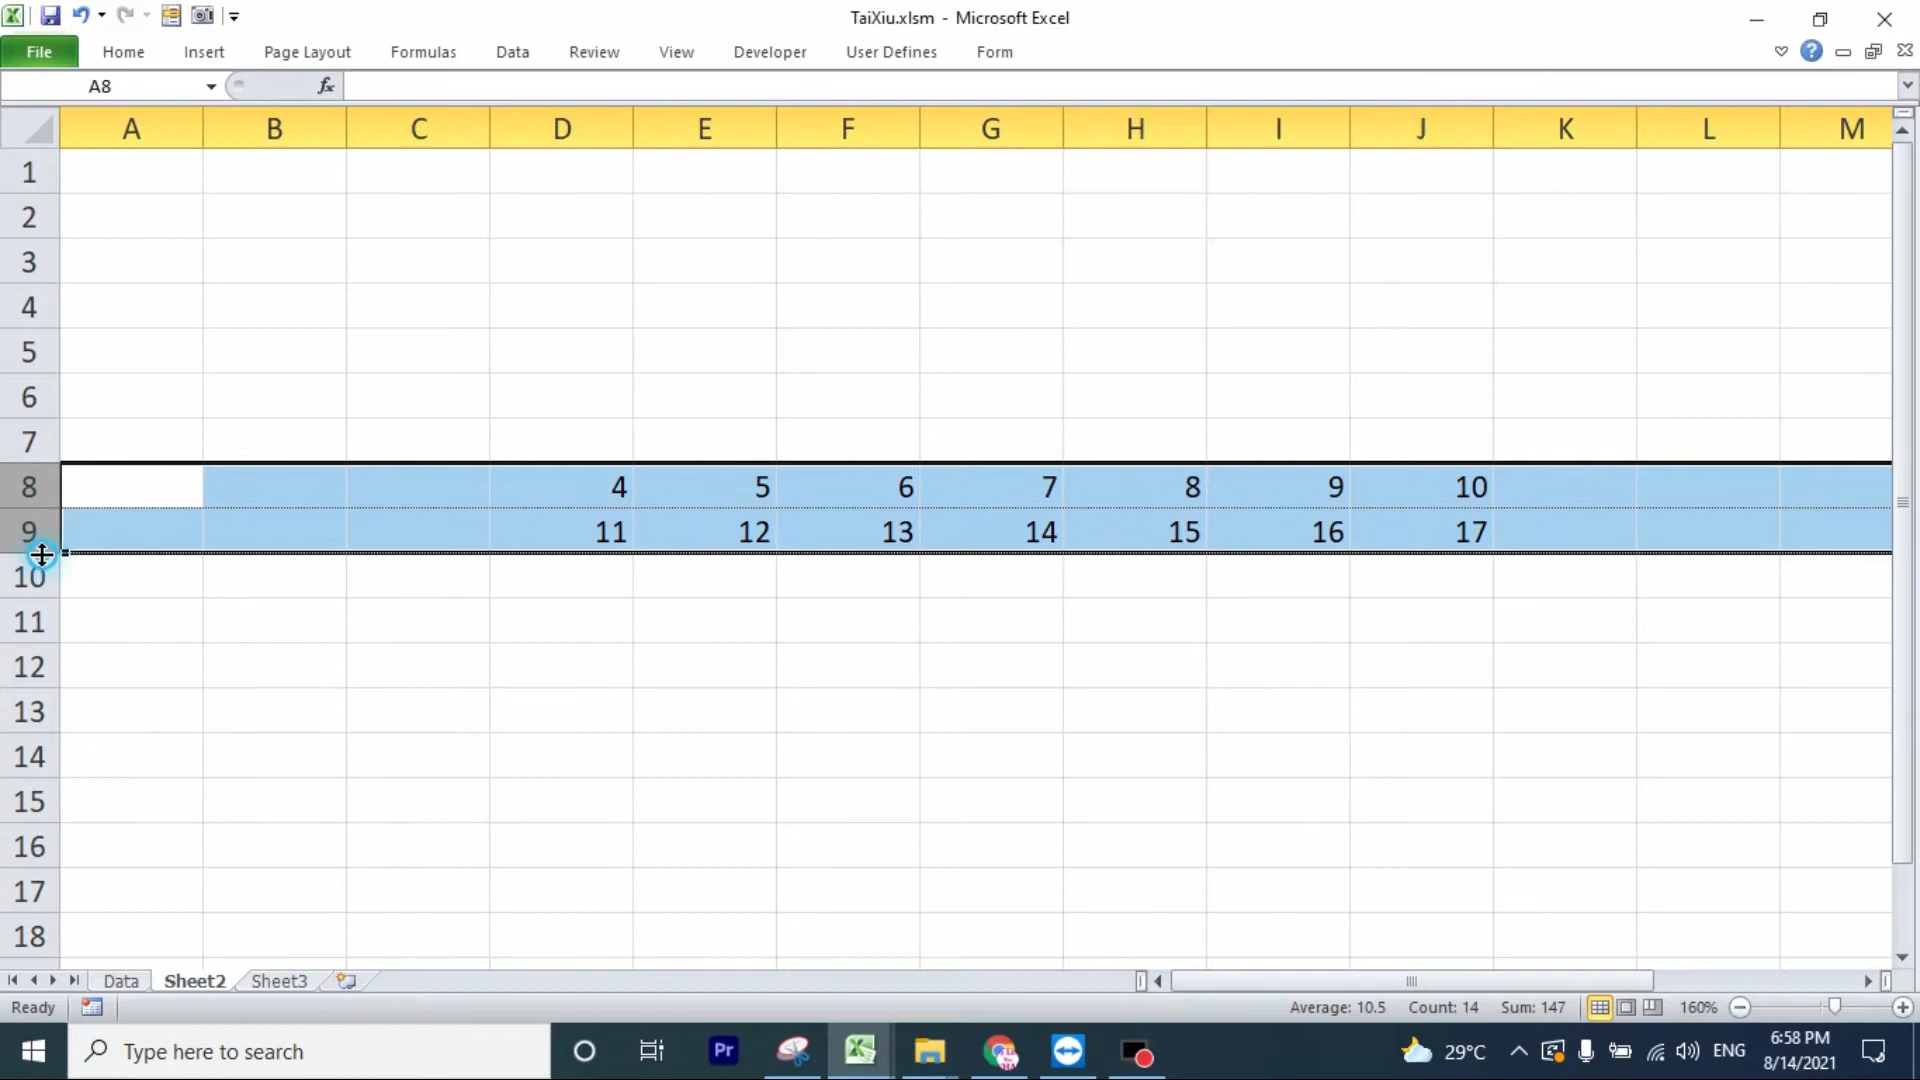 TaiXiu.xlsm - Microsoft Excel
File Home Insert Page Layout Formulas Data Review View Developer User Defines Form
A8 fx
A B C D E F G H I J K L M
1
2
3
4
5
6
7
8 4 5 6 7 8 9 10
9 11 12 13 14 15 16 17
10
11
12
13
14
15
16
17
18
Data Sheet2 Sheet3
Ready Average: 10.5 Count: 14 Sum: 147 160%
Type here to search Pr 29°C ENG 6:58 PM
8/14/2021